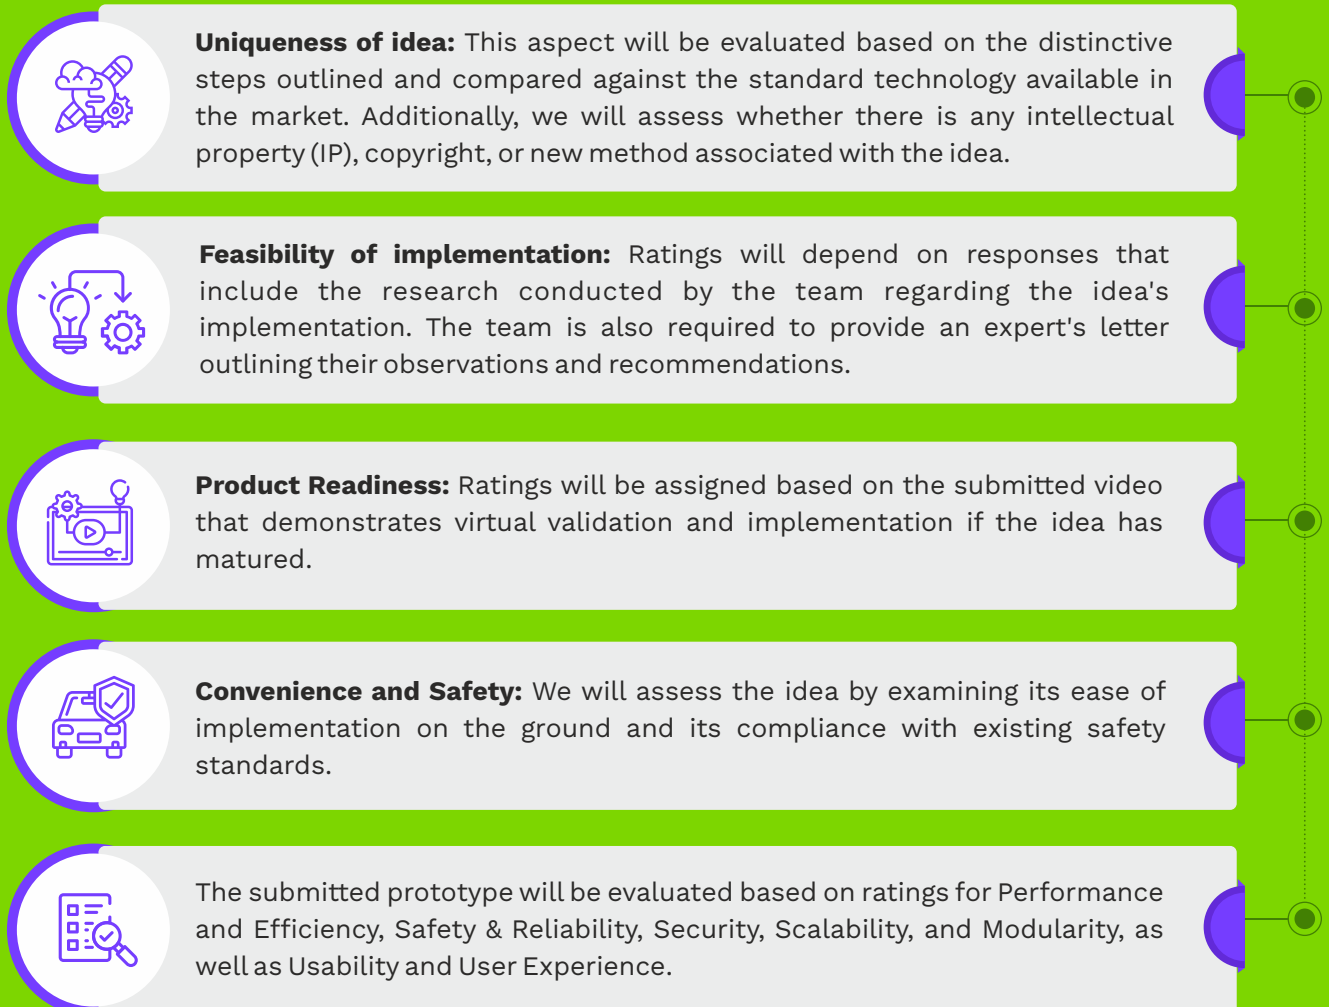 Uniqueness of idea: This aspect will be evaluated based on the distinctive
steps outlined and compared against the standard technology available in
the market. Additionally, we will assess whether there is any intellectual
property (IP), copyright, or new method associated with the idea.
Feasibility of implementation: Ratings will depend on responses that
include the research conducted by the team regarding the idea's
implementation. The team is also required to provide an expert's letter
outlining their observations and recommendations.
Product Readiness: Ratings will be assigned based on the submitted video
that demonstrates virtual validation and implementation if the idea has
matured.
Convenience and Safety: We will assess the idea by examining its ease of
implementation on the ground and its compliance with existing safety
standards.
The submitted prototype will be evaluated based on ratings for Performance
and Efficiency, Safety & Reliability, Security, Scalability, and Modularity, as
well as Usability and User Experience.